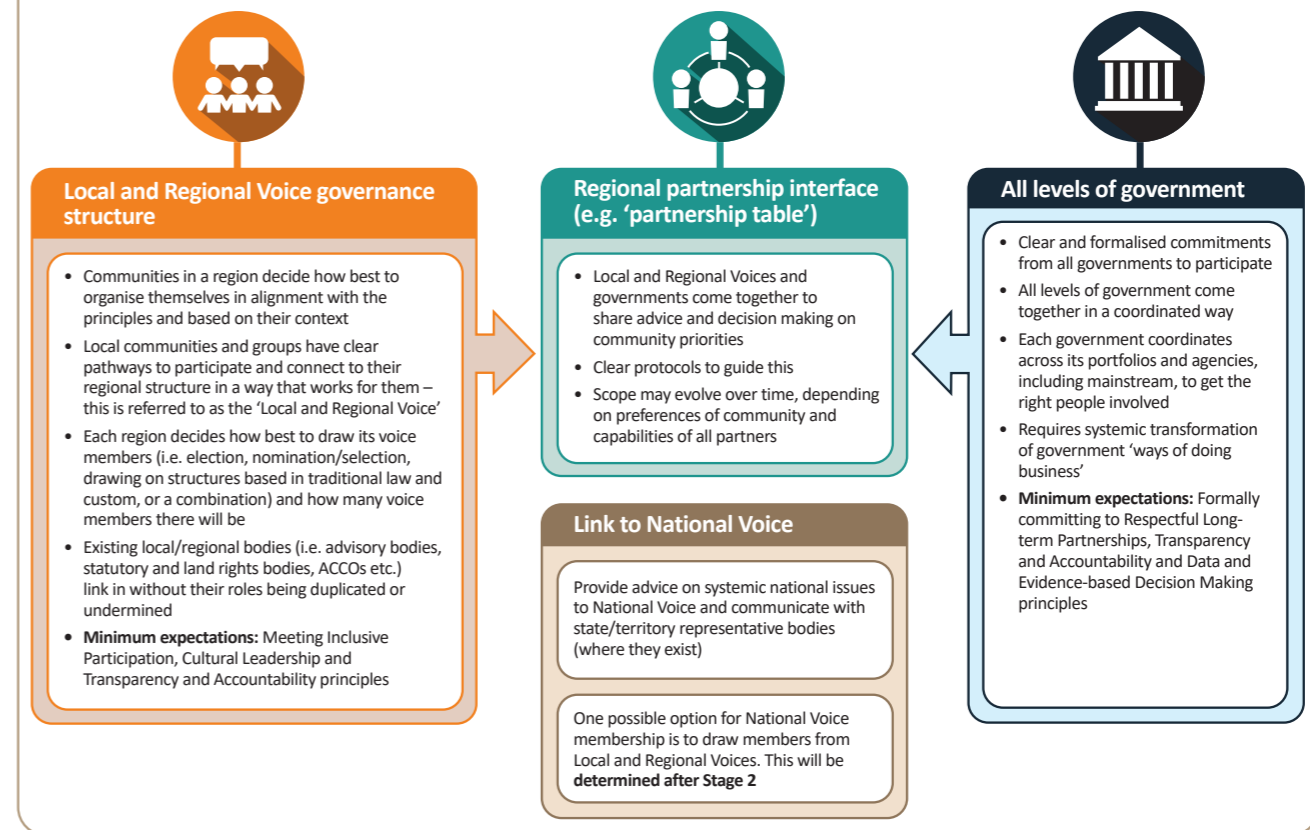 Local and Regional Voice governance
structure
• Communities in a region decide how best to
organise themselves in alignment with the
principles and based on their context
• Local communities and groups have clear
pathways to participate and connect to their
regional structure in a way that works for them –
this is referred to as the ‘Local and Regional Voice’
• Each region decides how best to draw its voice
members (i.e. election, nomination/selection,
drawing on structures based in traditional law and
custom, or a combination) and how many voice
members there will be
• Existing local/regional bodies (i.e. advisory bodies,
statutory and land rights bodies, ACCOs etc.)
link in without their roles being duplicated or
undermined
• Minimum expectations: Meeting Inclusive
Participation, Cultural Leadership and
Transparency and Accountability principles
Regional partnership interface
(e.g. ‘partnership table’)
• Local and Regional Voices and
governments come together to
share advice and decision making on
community priorities
• Clear protocols to guide this
• Scope may evolve over time, depending
on preferences of community and
capabilities of all partners
Link to National Voice
Provide advice on systemic national issues
to National Voice and communicate with
state/territory representative bodies
(where they exist)
One possible option for National Voice
membership is to draw members from
Local and Regional Voices. This will be
determined after Stage 2
All levels of government
• Clear and formalised commitments
from all governments to participate
• All levels of government come
together in a coordinated way
• Each government coordinates
across its portfolios and agencies,
including mainstream, to get the
right people involved
• Requires systemic transformation
of government ‘ways of doing
business’
• Minimum expectations: Formally
committing to Respectful Long-
term Partnerships, Transparency
and Accountability and Data and
Evidence-based Decision Making
principles